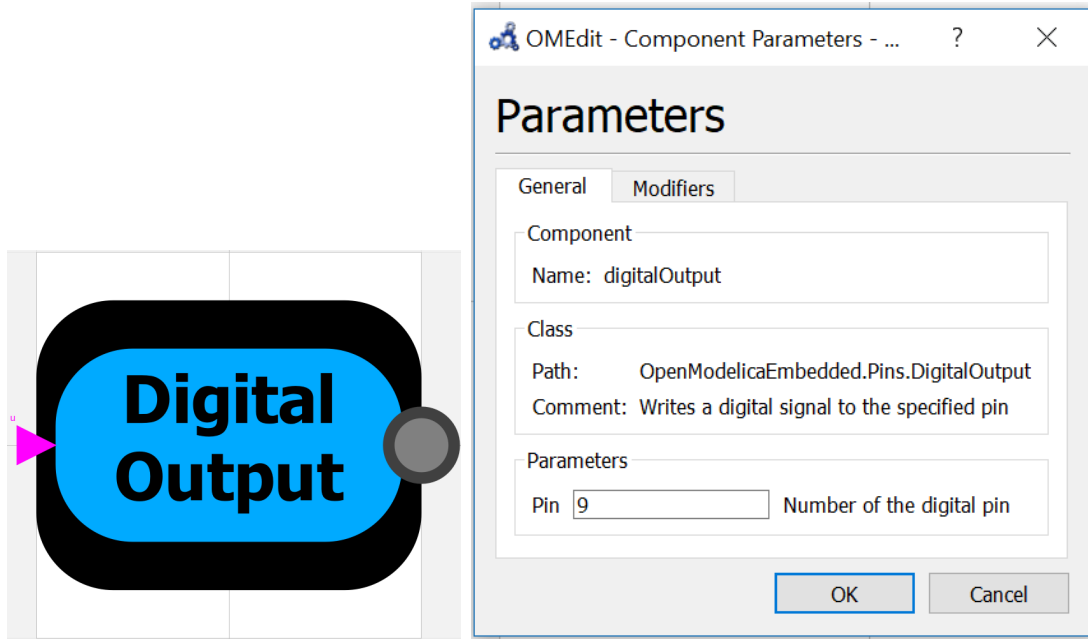 u
Digital
Output
OMEdit - Component Parameters - ... ?
Parameters
General Modifiers
Component
Name: digitalOutput
Class
Path: OpenModelicaEmbedded.Pins.DigitalOutput
Comment: Writes a digital signal to the specified pin
Parameters
Pin 9 Number of the digital pin
OK Cancel